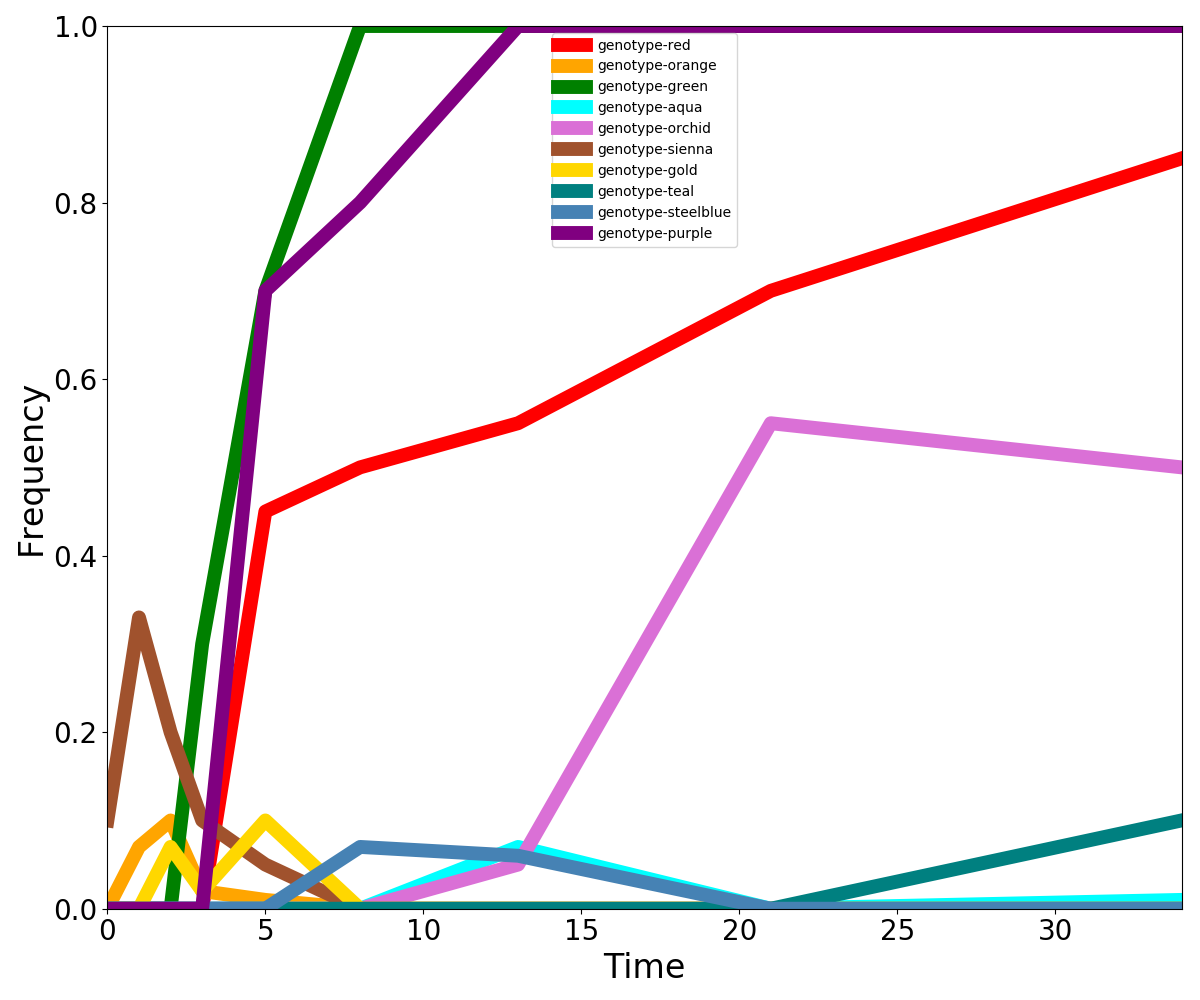 1.0
0.8
0.6
0.4
0.2
0.0
Frequency
genotype-red
genotype-orange
genotype-green
genotype-aqua
genotype-orchid
genotype-sienna
genotype-gold
genotype-teal
genotype-steelblue
genotype-purple
0 5 10 15 20 25 30
Time